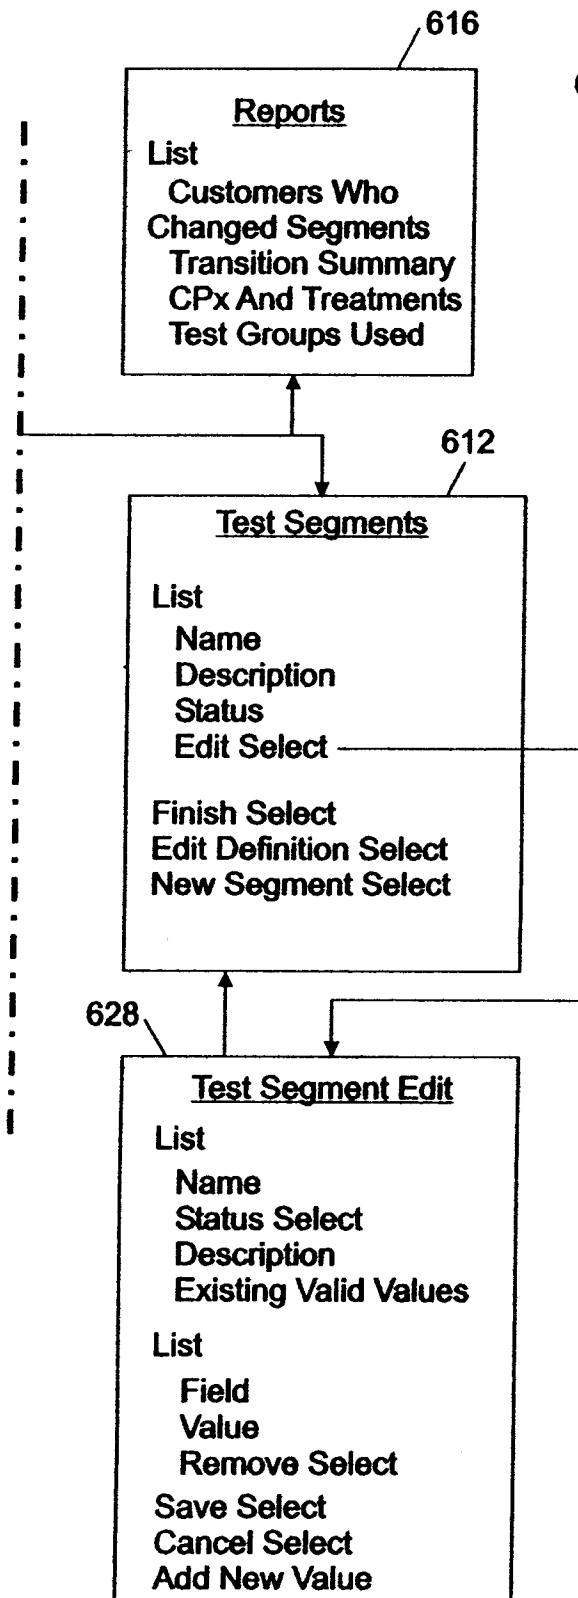 616
Reports
List
Customers Who
Changed Segments
Transition Summary
CPx And Treatments
Test Groups Used
612
Test Segments
List
Name
Description
Status
Edit Select
Finish Select
Edit Definition Select
New Segment Select
628
Test Segment Edit
List
Name
Status Select
Description
Existing Valid Values
List
Field
Value
Remove Select
Save Select
Cancel Select
Add New Value